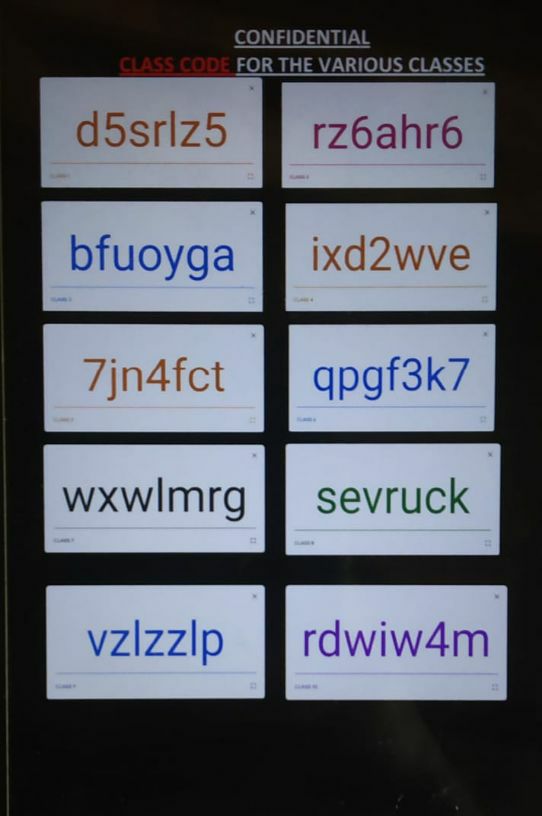 CONFIDENTIAL
CLASS CODE FOR THE VARIOUS CLASSES
d5srlz5
CLASS 1
rz6ahr6
CLASS 2
bfuoyga
CLASS 3
ixd2wve
CLASS 4
7jn4fct
CLASS 5
qpgf3k7
CLASS 6
wxwlmrg
CLASS 7
sevruck
CLASS 8
vzlzzlp
CLASS 9
rdwiw4m
CLASS 10